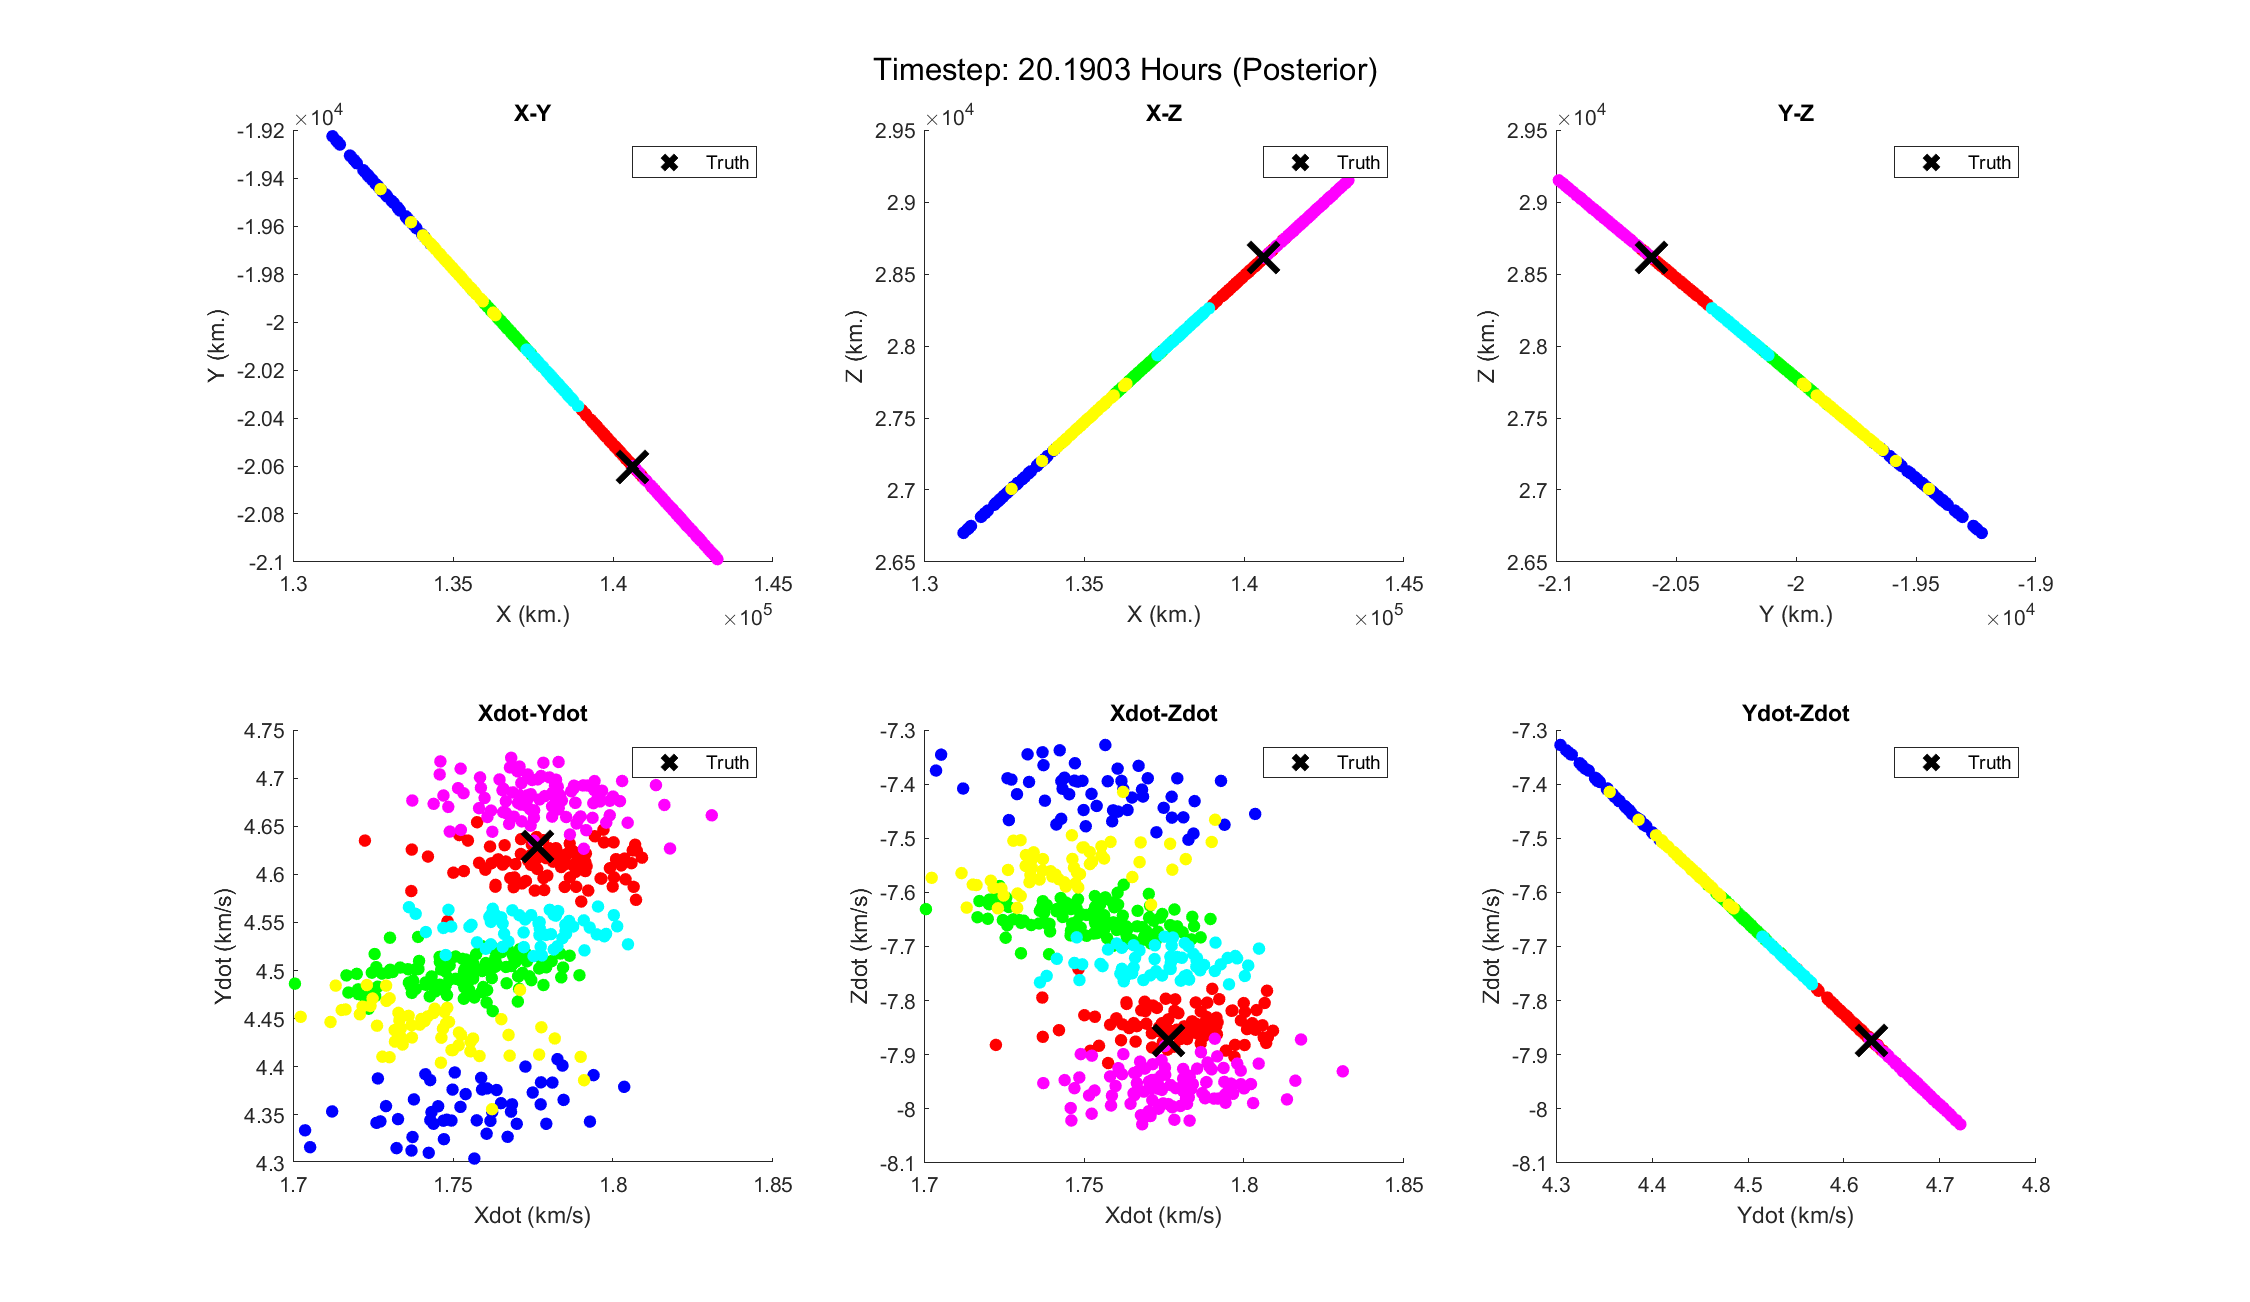 Timestep: 20.1903 Hours (Posterior)
X-Y
×10^4
-1.92
-1.94
-1.96
-1.98
-2
-2.02
-2.04
-2.06
-2.08
-2.1
Y (km.)
1.3 1.35 1.4 1.45
X (km.)
×10^5
Truth
X-Z
×10^4
2.95
2.9
2.85
2.8
2.75
2.7
2.65
Z (km.)
1.3 1.35 1.4 1.45
X (km.)
×10^5
Truth
Y-Z
×10^4
2.95
2.9
2.85
2.8
2.75
2.7
2.65
Z (km.)
-2.1 -2.05 -2 -1.95 -1.9
Y (km.)
×10^4
Truth
Xdot-Ydot
4.75
4.7
4.65
4.6
4.55
4.5
4.45
4.4
4.35
4.3
Ydot (km/s)
1.7 1.75 1.8 1.85
Xdot (km/s)
Truth
Xdot-Zdot
-7.3
-7.4
-7.5
-7.6
-7.7
-7.8
-7.9
-8
-8.1
Zdot (km/s)
1.7 1.75 1.8 1.85
Xdot (km/s)
Truth
Ydot-Zdot
-7.3
-7.4
-7.5
-7.6
-7.7
-7.8
-7.9
-8
-8.1
Zdot (km/s)
4.3 4.4 4.5 4.6 4.7 4.8
Ydot (km/s)
Truth